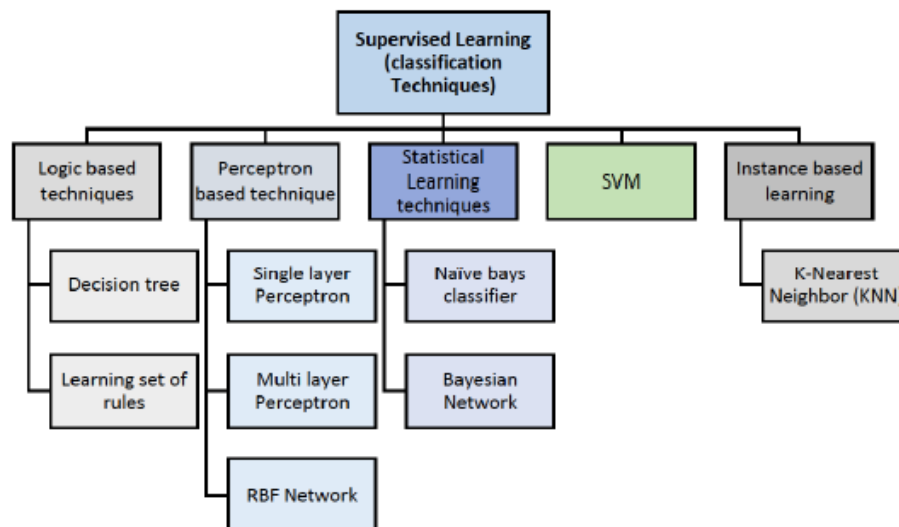 Supervised Learning
(classification
Techniques)
Logic based
techniques
Perceptron
based technique
Statistical
Learning
techniques
SVM
Instance based
learning
Decision tree
Learning set of
rules
Single layer
Perceptron
Multi layer
Perceptron
RBF Network
Naïve bays
classifier
Bayesian
Network
K-Nearest
Neighbor (KNN)